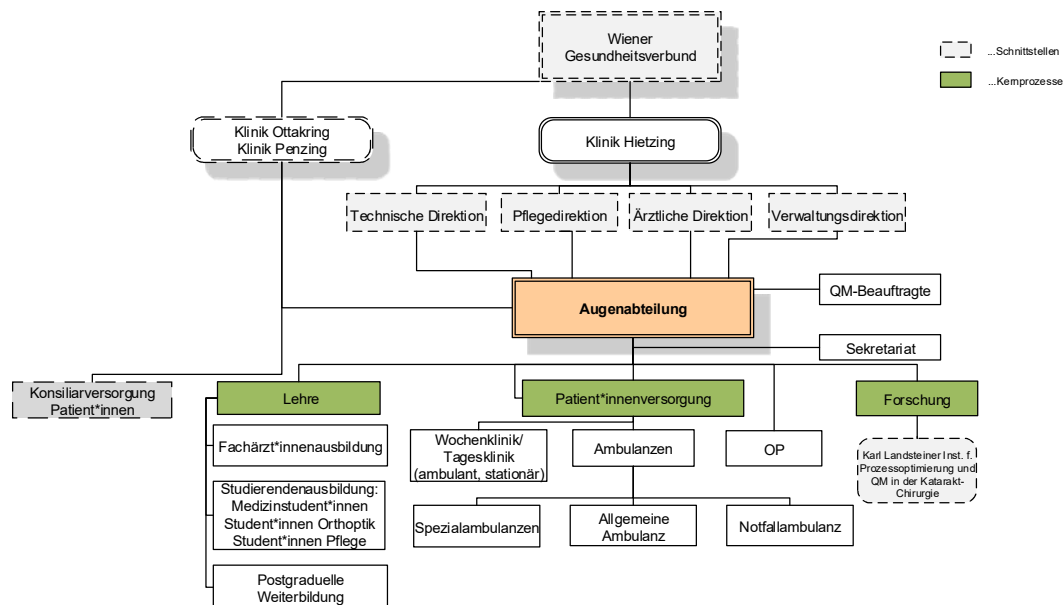 Wiener
Gesundheitsverbund
...Schnittstellen
...Kernprozesse
Klinik Ottakring
Klinik Penzing
Klinik Hietzing
Technische Direktion
Pflegedirektion
Ärztliche Direktion
Verwaltungsdirektion
Augenabteilung
QM-Beauftragte
Sekretariat
Konsiliarversorgung
Patient*innen
Lehre
Patient*innenversorgung
Forschung
Fachärzt*innenausbildung
Wochenklinik/
Tagesklinik
(ambulant, stationär)
Ambulanzen
OP
Karl Landsteiner Inst. f.
Prozessoptimierung und
QM in der Katarakt-
Chirurgie
Studierendenausbildung:
Medizinstudent*innen
Student*innen Orthoptik
Student*innen Pflege
Spezialambulanzen
Allgemeine
Ambulanz
Notfallambulanz
Postgraduelle
Weiterbildung